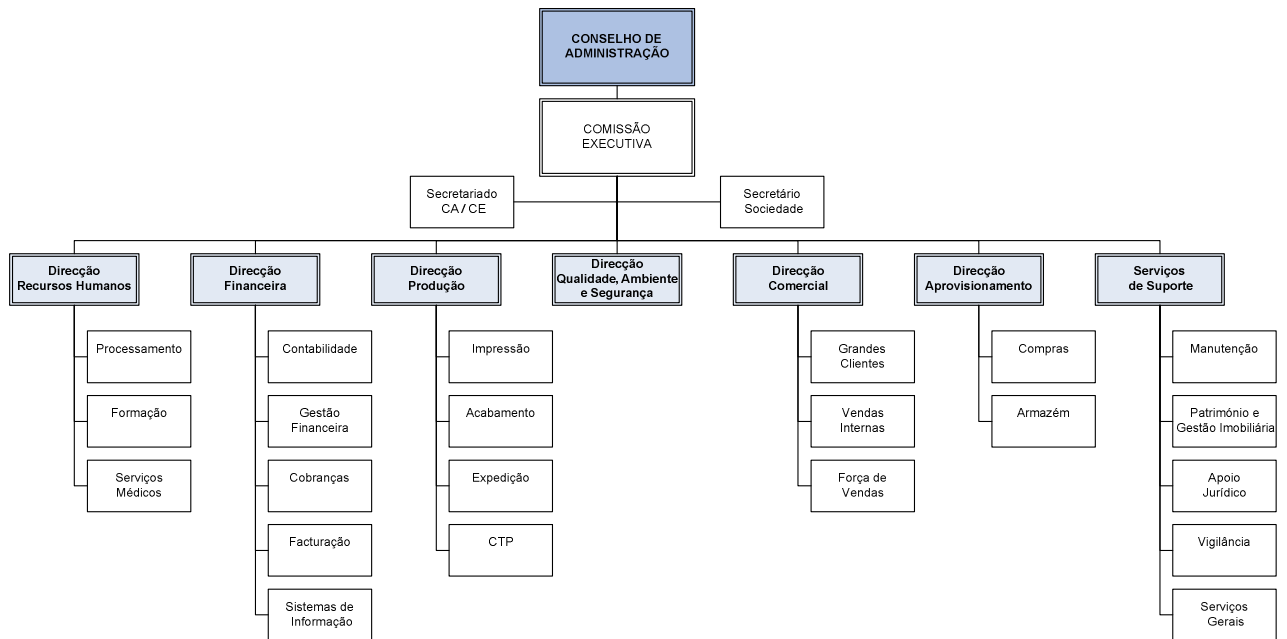 CONSELHO DE
ADMINISTRAÇÃO
COMISSÃO
EXECUTIVA
Secretariado
CA / CE
Secretário
Sociedade
Direcção
Recursos Humanos
Direcção
Financeira
Direcção
Produção
Direcção
Qualidade, Ambiente
e Segurança
Direcção
Comercial
Direcção
Aprovisionamento
Serviços
de Suporte
Processamento
Formação
Serviços
Médicos
Contabilidade
Gestão
Financeira
Cobranças
Facturação
Sistemas de
Informação
Impressão
Acabamento
Expedição
CTP
Grandes
Clientes
Vendas
Internas
Força de
Vendas
Compras
Armazém
Manutenção
Património e
Gestão Imobiliária
Apoio
Jurídico
Vigilância
Serviços
Gerais